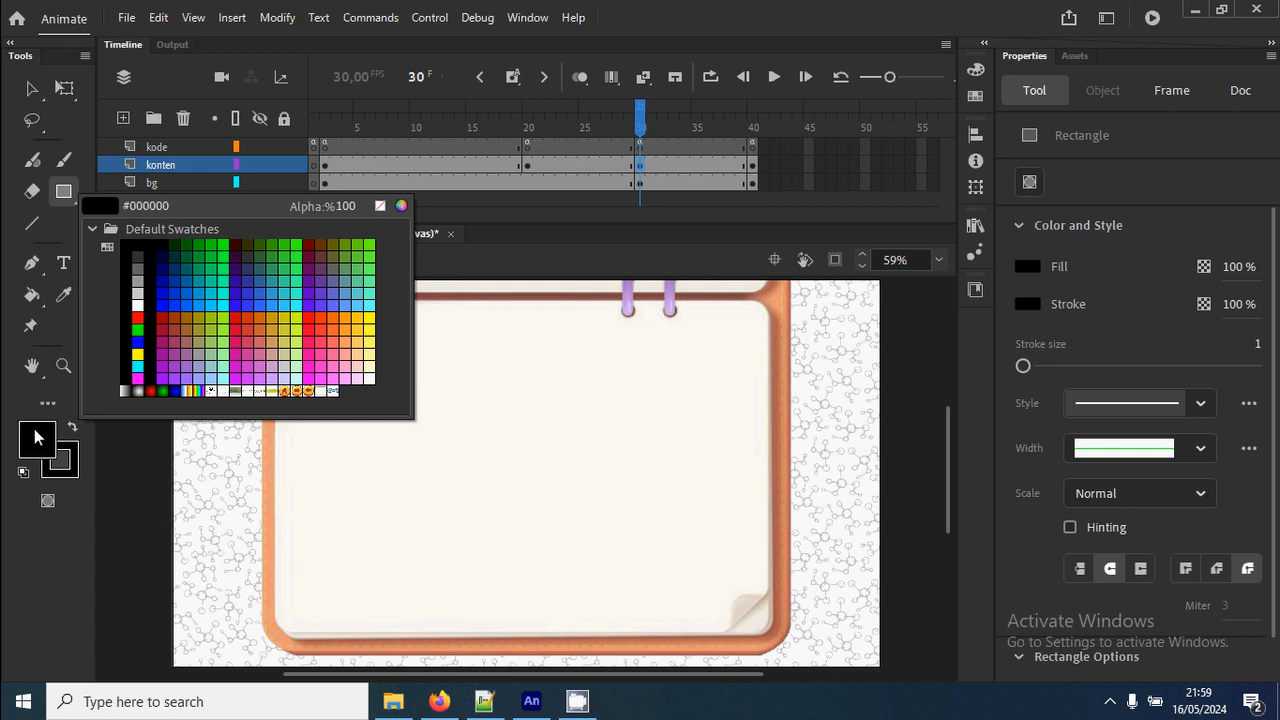 Animate File Edit View Insert Modify Text Commands Control Debug Window Help
Tools Timeline Output Properties Assets
30,00 FPS 30 F
Tool Object Frame Doc
5 10 15 20 25 30 35 40 45 50 55
kode
konten
bg
Rectangle
#000000 Alpha:% 100
Default Swatches
vas)*
59%
Color and Style
Fill 100 %
Stroke 100 %
Stroke size 1
Style
Width
Scale Normal
Hinting
Miter 3
Activate Windows
Go to Settings to activate Windows.
Rectangle Options
Type here to search
An
21:59
16/05/2024
2